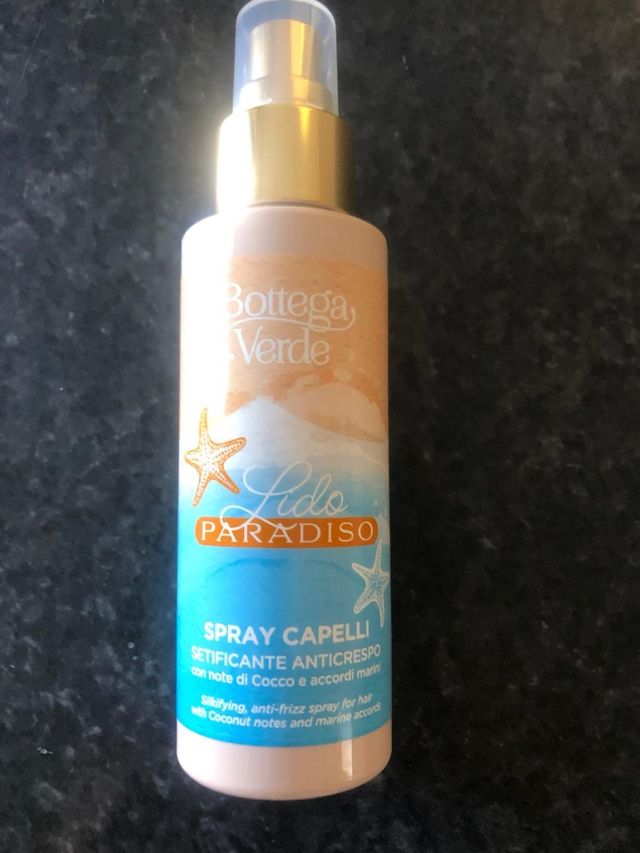 Bottega
Verde
Lido
PARADISO
SPRAY CAPELLI
SETIFICANTE ANTICRESPO
con note di Cocco e accordi marini
Silkifying, anti-frizz spray for hair
with Coconut notes and marine accords